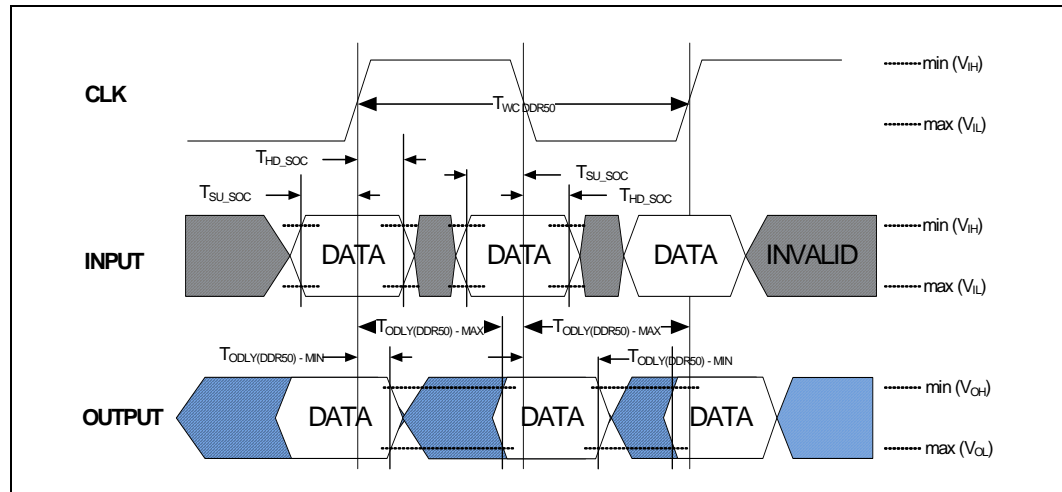 min (VIH)
CLK
TWC DDR50
max (VIL)
THD_SOC
TSU_SOC
TSU_SOC
THD_SOC
min (VIH)
INPUT
DATA
DATA
DATA
INVALID
max (VIL)
TODLY(DDR50) - MAX
TODLY(DDR50) - MAX
TODLY(DDR50) - MIN
TODLY(DDR50) - MIN
min (VOH)
OUTPUT
DATA
DATA
DATA
max (VOL)